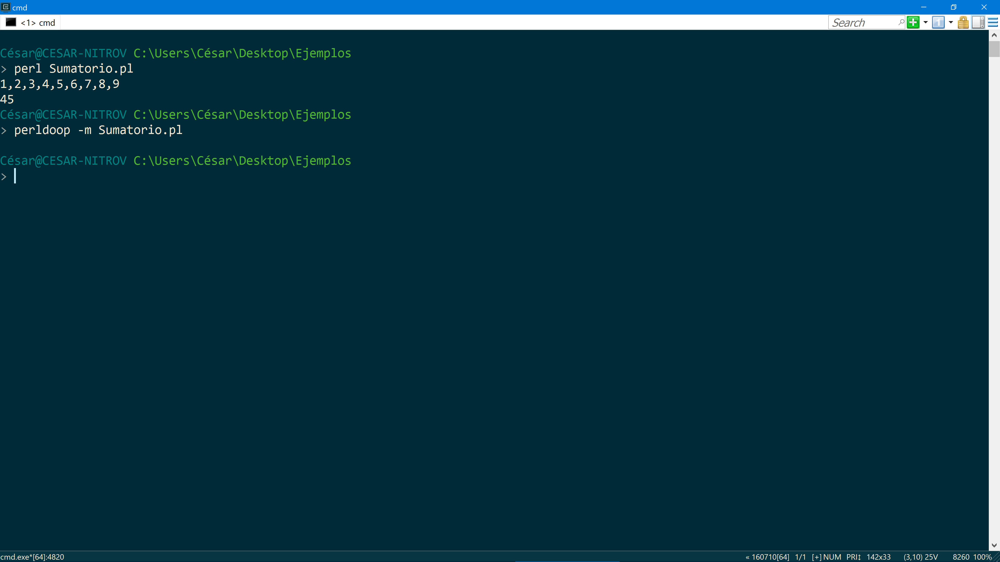 cmd
<1> cmd
Search
1
César@CESAR-NITROV C:\Users\César\Desktop\Ejemplos
> perl Sumatorio.pl
1,2,3,4,5,6,7,8,9
45
César@CESAR-NITROV C:\Users\César\Desktop\Ejemplos
> perldoop -m Sumatorio.pl
César@CESAR-NITROV C:\Users\César\Desktop\Ejemplos
>
cmd.exe*[64]:4820 « 160710[64] 1/1 [+] NUM PRI↕ 142x33 (3,10) 25V 8260 100%